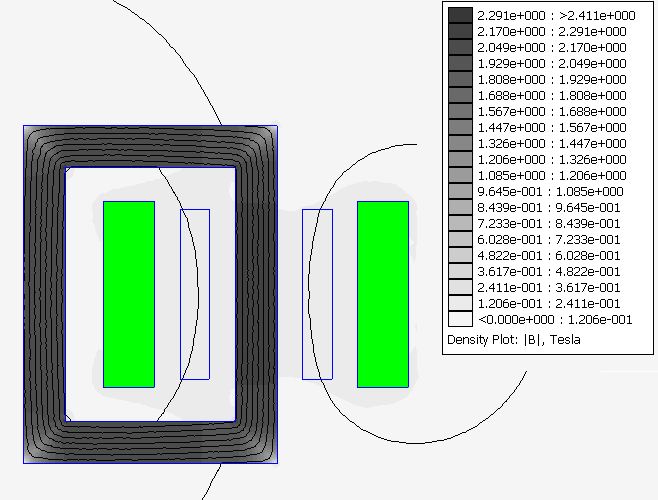 2.291e+000 : >2.411e+000
2.170e+000 : 2.291e+000
2.049e+000 : 2.170e+000
1.929e+000 : 2.049e+000
1.808e+000 : 1.929e+000
1.688e+000 : 1.808e+000
1.567e+000 : 1.688e+000
1.447e+000 : 1.567e+000
1.326e+000 : 1.447e+000
1.206e+000 : 1.326e+000
1.085e+000 : 1.206e+000
9.645e-001 : 1.085e+000
8.439e-001 : 9.645e-001
7.233e-001 : 8.439e-001
6.028e-001 : 7.233e-001
4.822e-001 : 6.028e-001
3.617e-001 : 4.822e-001
2.411e-001 : 3.617e-001
1.206e-001 : 2.411e-001
<0.000e+000 : 1.206e-001
Density Plot: |B|, Tesla